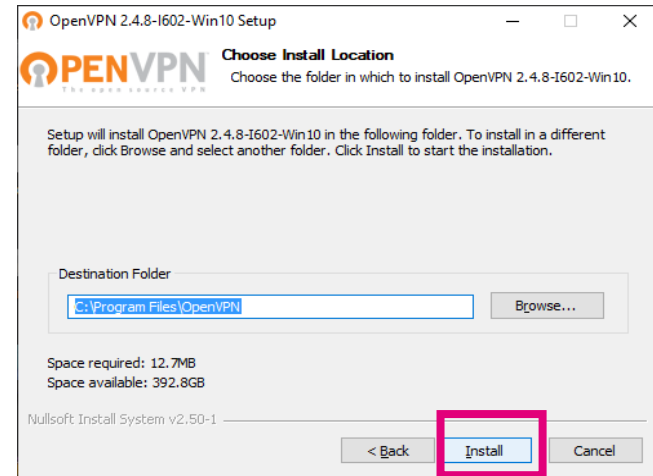 OpenVPN 2.4.8-I602-Win10 Setup
OPENVPN
The open source VPN
Choose Install Location
Choose the folder in which to install OpenVPN 2.4.8-I602-Win10.
Setup will install OpenVPN 2.4.8-I602-Win10 in the following folder. To install in a different
folder, click Browse and select another folder. Click Install to start the installation.
Destination Folder
C:\Program Files\OpenVPN
Browse...
Space required: 12.7MB
Space available: 392.8GB
Nullsoft Install System v2.50-1
< Back Install Cancel